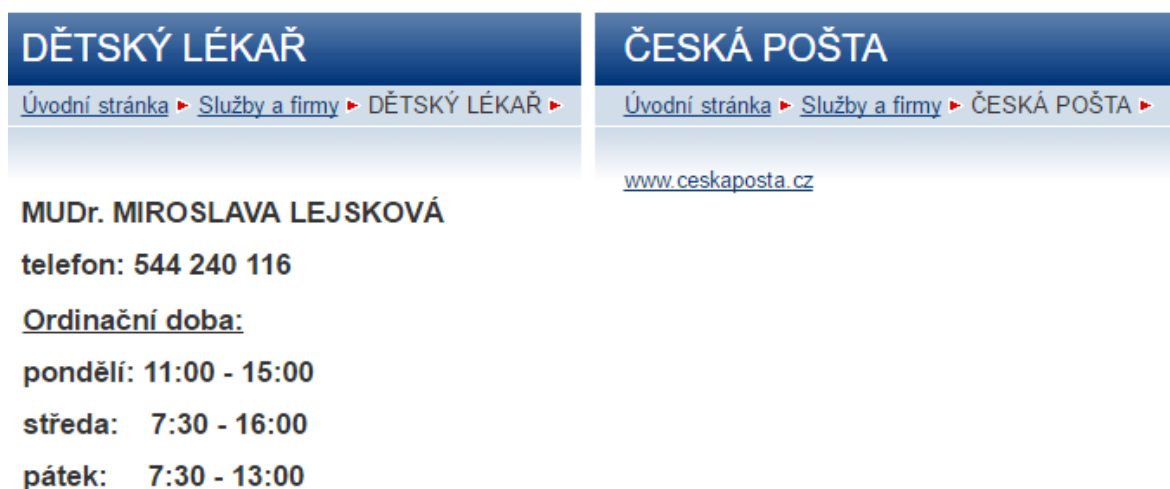 DĚTSKÝ LÉKAŘ
Úvodní stránka ▸ Služby a firmy ▸ DĚTSKÝ LÉKAŘ ▸
MUDr. MIROSLAVA LEJSKOVÁ
telefon: 544 240 116
Ordinační doba:
pondělí: 11:00 - 15:00
středa: 7:30 - 16:00
pátek: 7:30 - 13:00
ČESKÁ POŠTA
Úvodní stránka ▸ Služby a firmy ▸ ČESKÁ POŠTA ▸
www.ceskaposta.cz